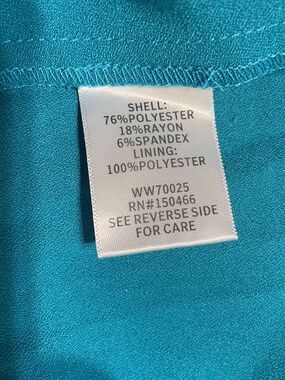 SHELL:
76%POLYESTER
18%RAYON
6%SPANDEX
LINING:
100%POLYESTER
WW70025
RN#150466
SEE REVERSE SIDE
FOR CARE